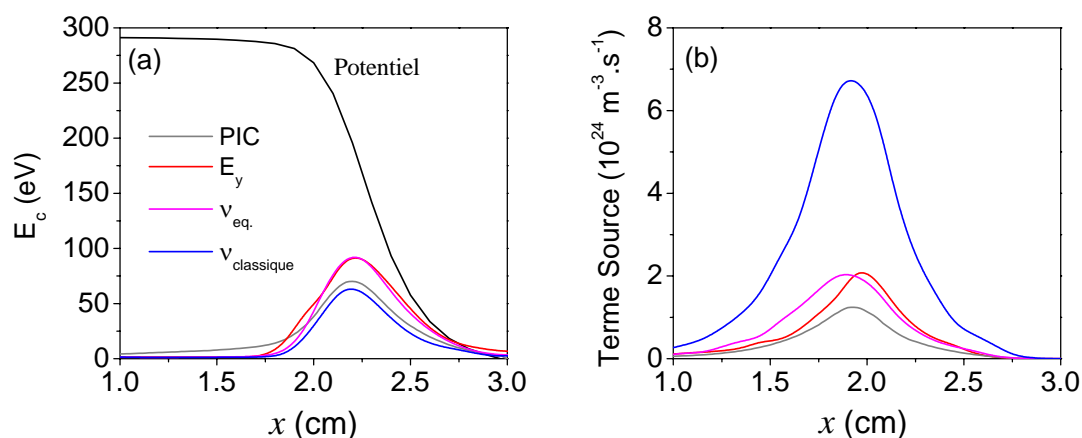 (a)
Potentiel
PIC
E_y
ν_eq.
ν_classique
E_c (eV)
300
250
200
150
100
50
0
1.0 1.5 2.0 2.5 3.0
x (cm)
(b)
Terme Source (10^24 m^-3.s^-1)
8
6
4
2
0
1.0 1.5 2.0 2.5 3.0
x (cm)